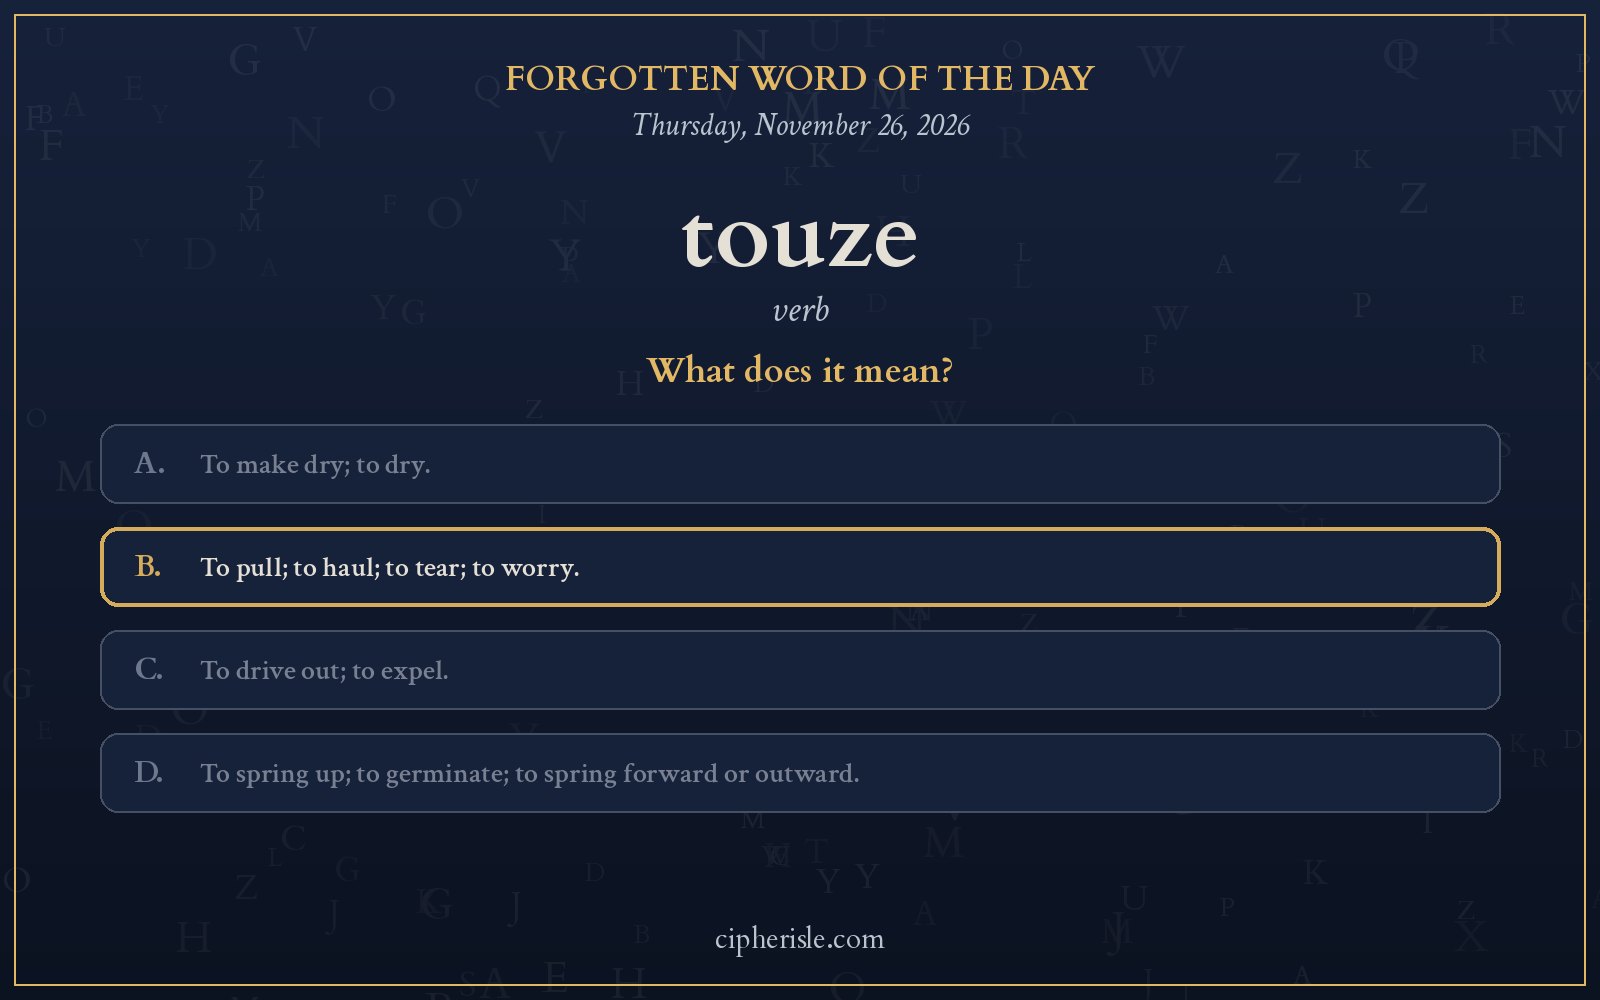 FORGOTTEN WORD OF THE DAY
Thursday, November 26, 2026
touze
verb
What does it mean?
A. To make dry; to dry.
B. To pull; to haul; to tear; to worry.
C. To drive out; to expel.
D. To spring up; to germinate; to spring forward or outward.
cipherisle.com